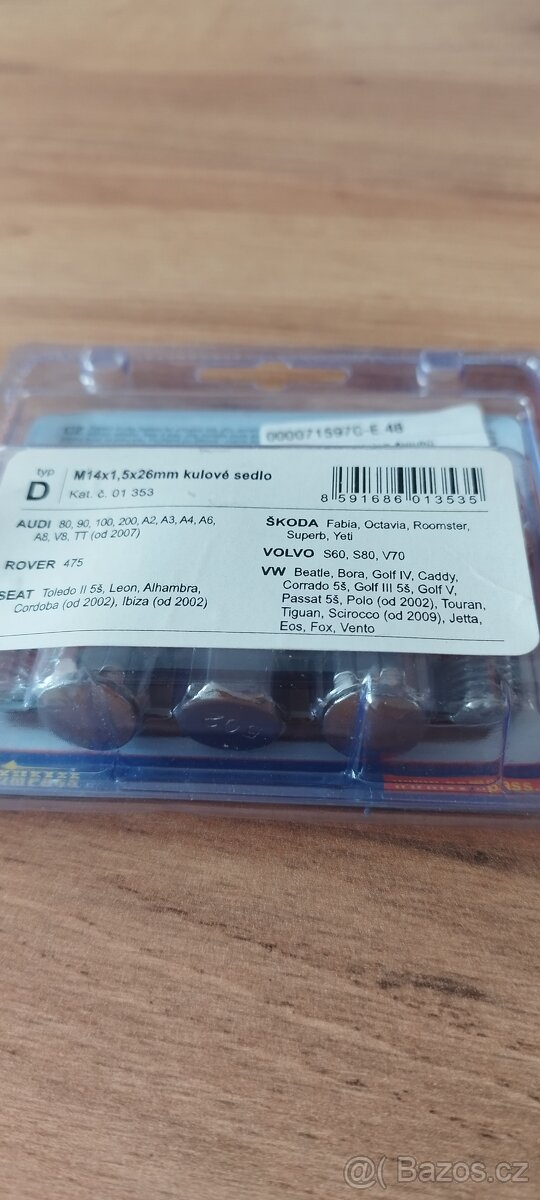 000071597C-E 48
typ
D
M14x1,5x26mm kulové sedlo
Kat. č. 01 353
8 591686 013535
AUDI 80, 90, 100, 200, A2, A3, A4, A6,
A8, V8, TT (od 2007)
ROVER 475
SEAT Toledo II 5š, Leon, Alhambra,
Cordoba (od 2002), Ibiza (od 2002)
ŠKODA Fabia, Octavia, Roomster,
Superb, Yeti
VOLVO S60, S80, V70
VW Beatle, Bora, Golf IV, Caddy,
Corrado 5š, Golf III 5š, Golf V,
Passat 5š, Polo (od 2002), Touran,
Tiguan, Scirocco (od 2009), Jetta,
Eos, Fox, Vento
@( Bazos.cz